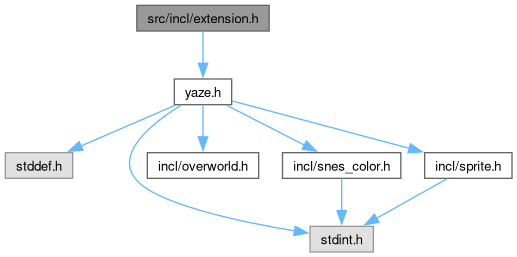 src/incl/extension.h
yaze.h
stddef.h
incl/overworld.h
incl/snes_color.h
incl/sprite.h
stdint.h